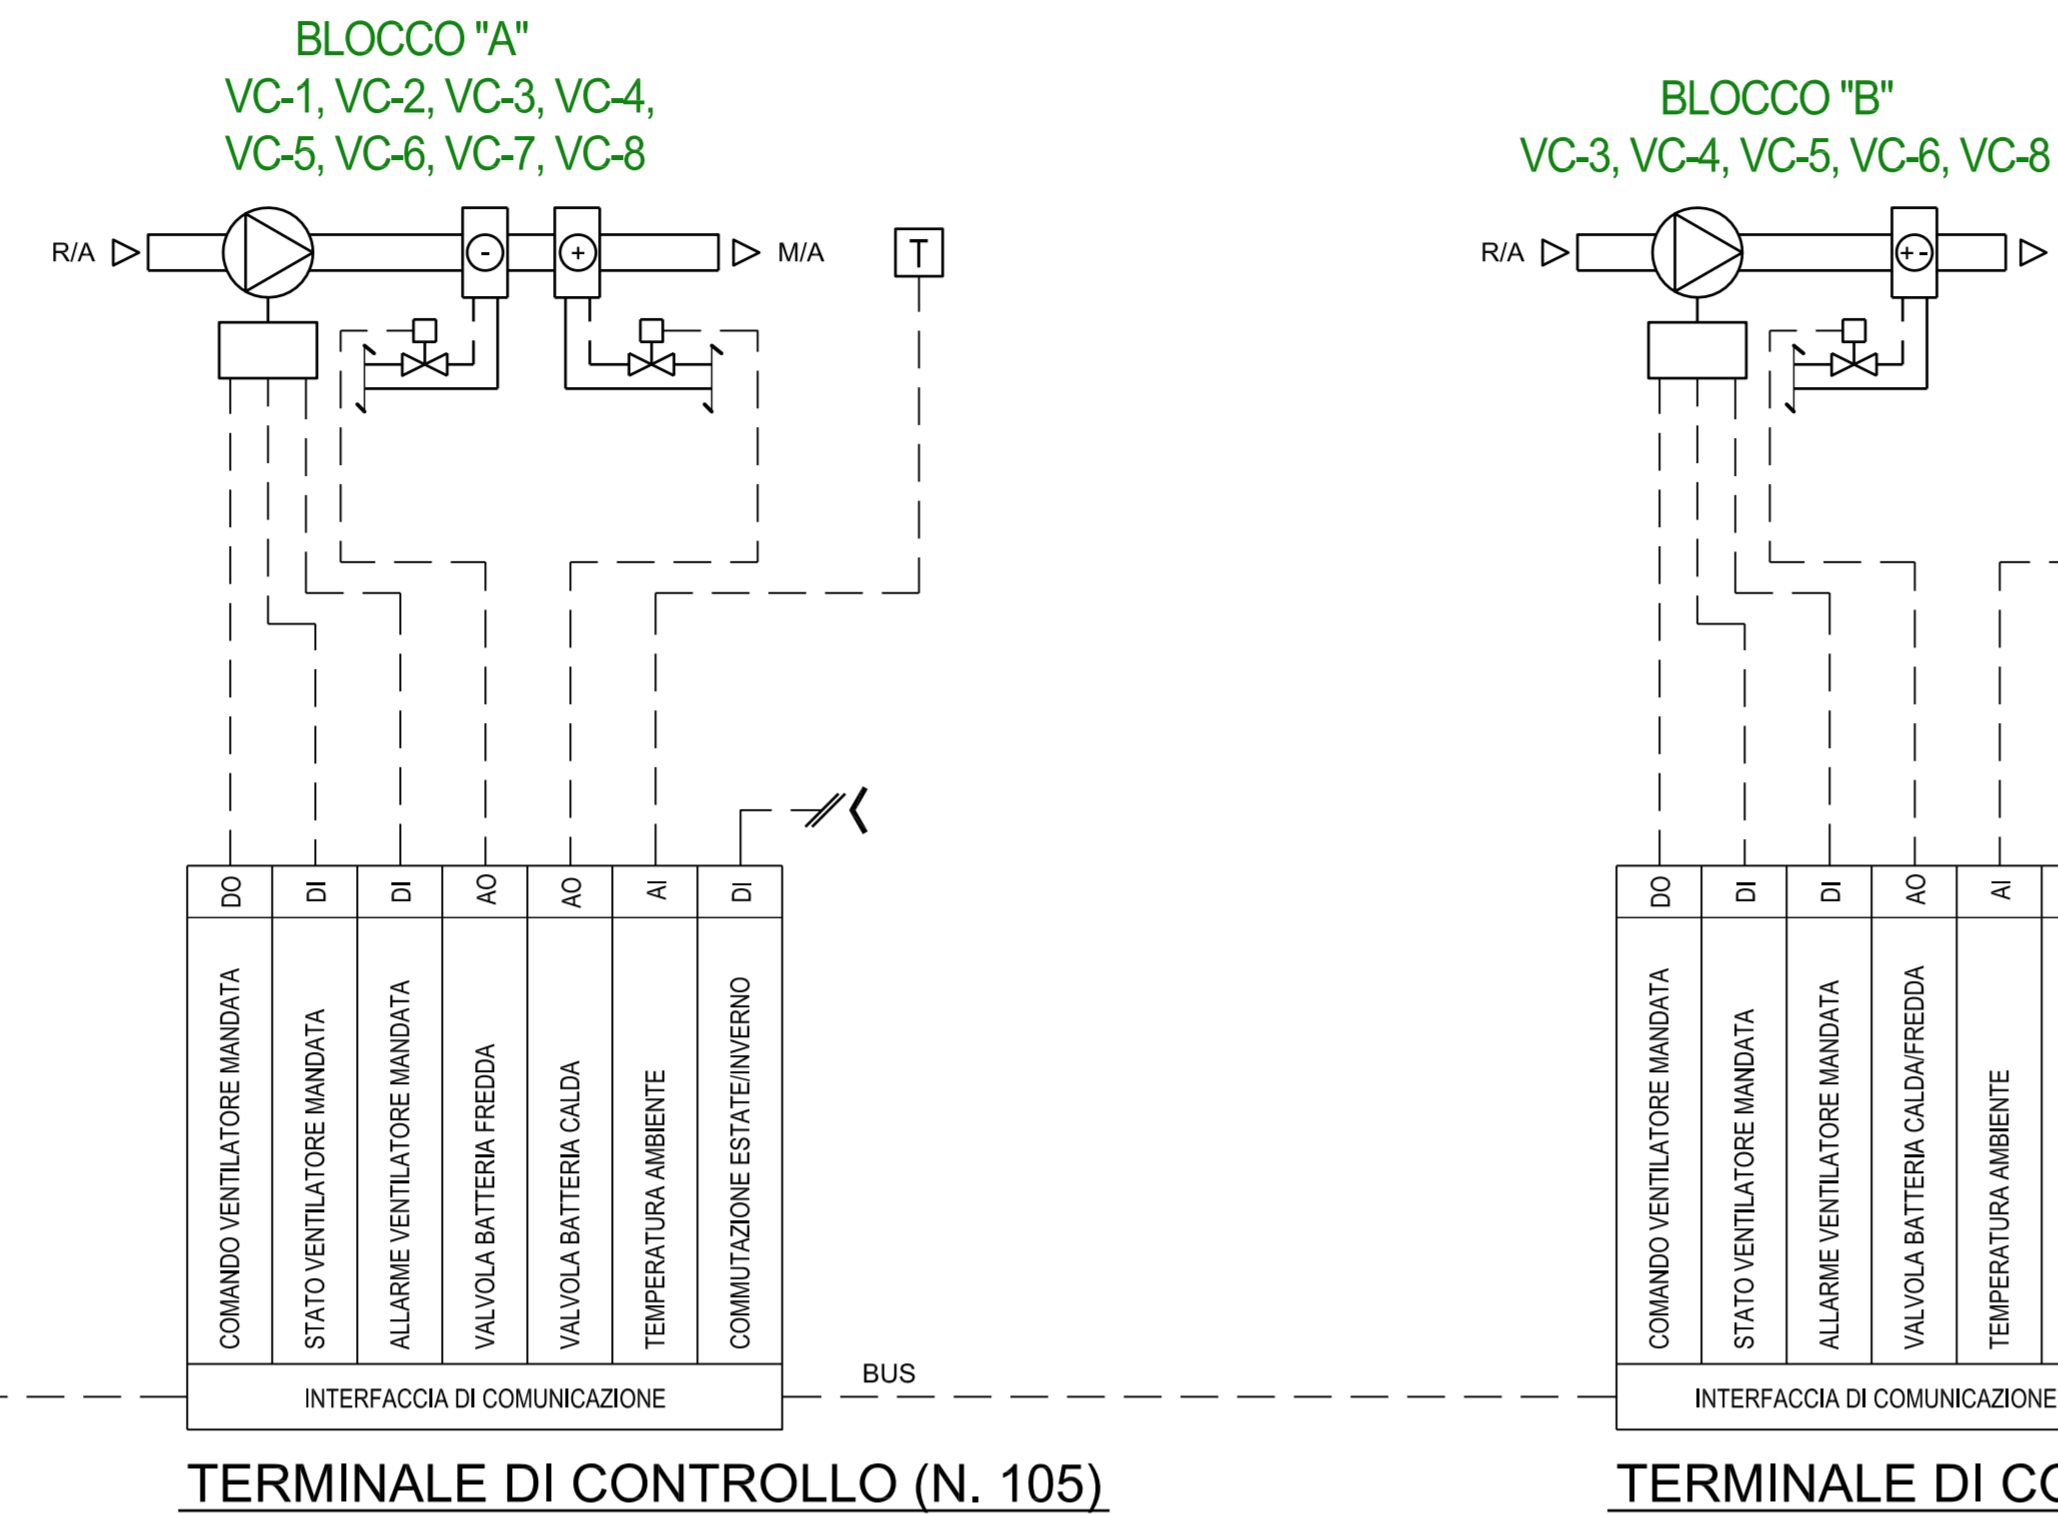 BLOCCO "A"
VC-1, VC-2, VC-3, VC-4,
VC-5, VC-6, VC-7, VC-8
R/A
-
+
M/A
T
DO
DI
DI
AO
AO
AI
DI
COMANDO VENTILATORE MANDATA
STATO VENTILATORE MANDATA
ALLARME VENTILATORE MANDATA
VALVOLA BATTERIA FREDDA
VALVOLA BATTERIA CALDA
TEMPERATURA AMBIENTE
COMMUTAZIONE ESTATE/INVERNO
INTERFACCIA DI COMUNICAZIONE
BUS
TERMINALE DI CONTROLLO (N. 105)
BLOCCO "B"
VC-3, VC-4, VC-5, VC-6, VC-8
R/A
+ -
DO
DI
DI
AO
AI
COMANDO VENTILATORE MANDATA
STATO VENTILATORE MANDATA
ALLARME VENTILATORE MANDATA
VALVOLA BATTERIA CALDA/FREDDA
TEMPERATURA AMBIENTE
INTERFACCIA DI COMUNICAZIONE
TERMINALE DI